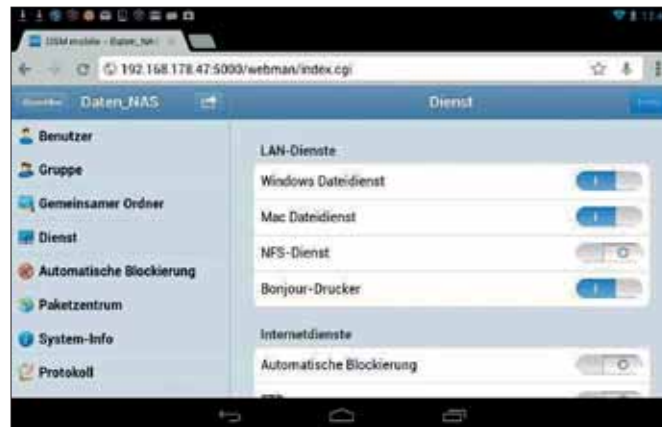 DSM mobile - Daten_NAS
192.168.178.47:5000/webman/index.cgi
Daten_NAS
Dienst
Benutzer
Gruppe
Gemeinsamer Ordner
Dienst
Automatische Blockierung
Paketzentrum
System-Info
Protokoll
LAN-Dienste
Windows Dateidienst
Mac Dateidienst
NFS-Dienst
Bonjour-Drucker
Internetdienste
Automatische Blockierung